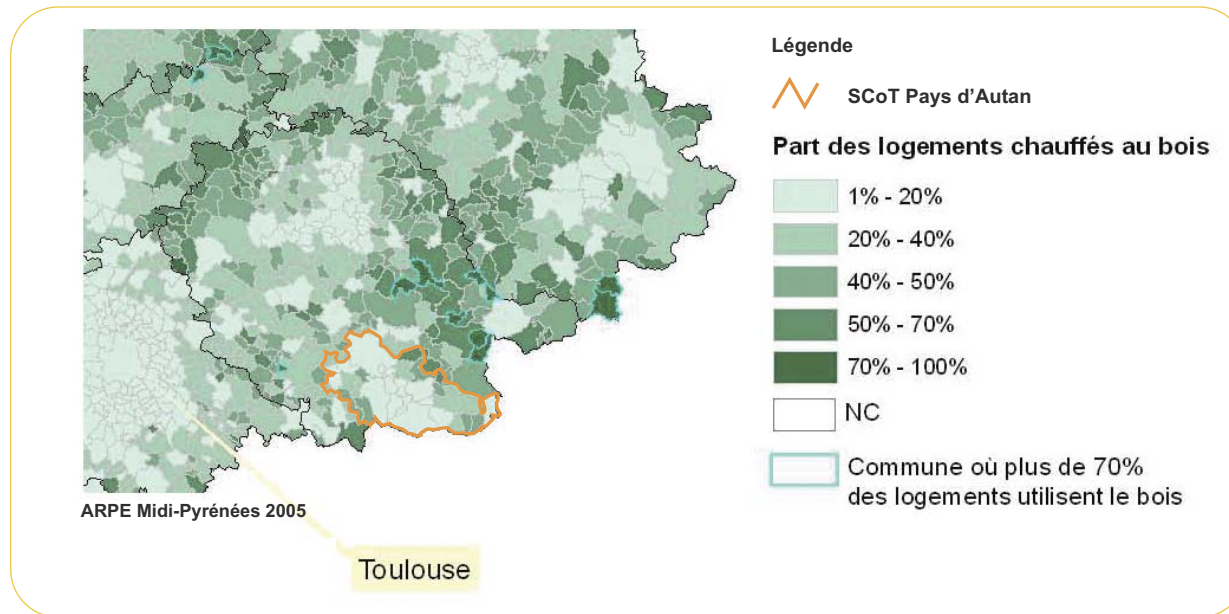 Légende
SCoT Pays d'Autan
Part des logements chauffés au bois
1% - 20%
20% - 40%
40% - 50%
50% - 70%
70% - 100%
NC
Commune où plus de 70%
des logements utilisent le bois
ARPE Midi-Pyrénées 2005
Toulouse